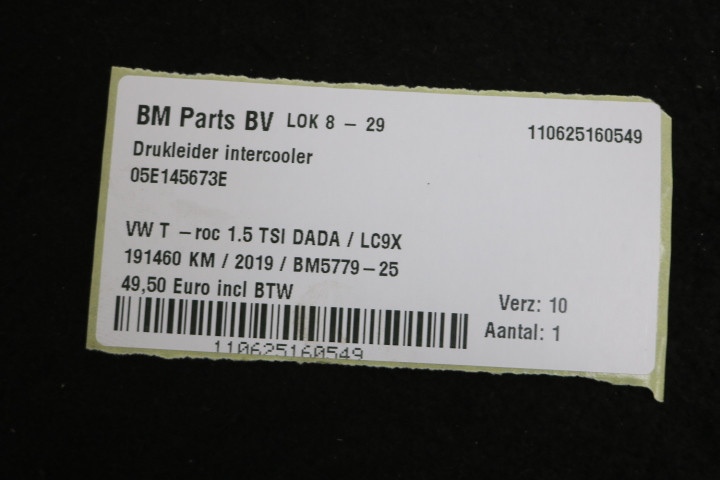 BM Parts BV LOK 8 - 29 110625160549
Drukleider intercooler
05E145673E
VW T -roc 1.5 TSI DADA / LC9X
191460 KM / 2019 / BM5779-25
49,50 Euro incl BTW
Verz: 10
Aantal: 1
110625160549